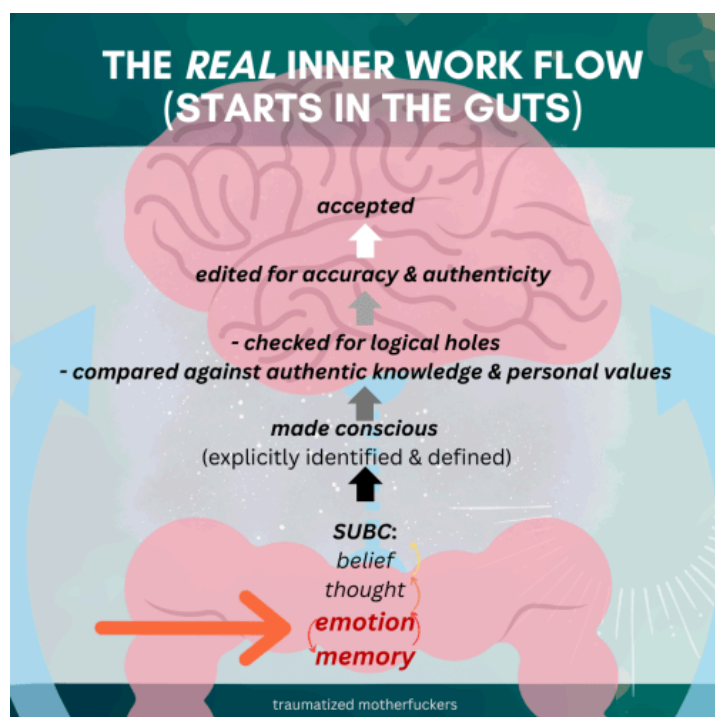 THE REAL INNER WORK FLOW
(STARTS IN THE GUTS)
accepted
edited for accuracy & authenticity
- checked for logical holes
- compared against authentic knowledge & personal values
made conscious
(explicitly identified & defined)
SUBC:
belief
thought
emotion
memory
traumatized motherfuckers